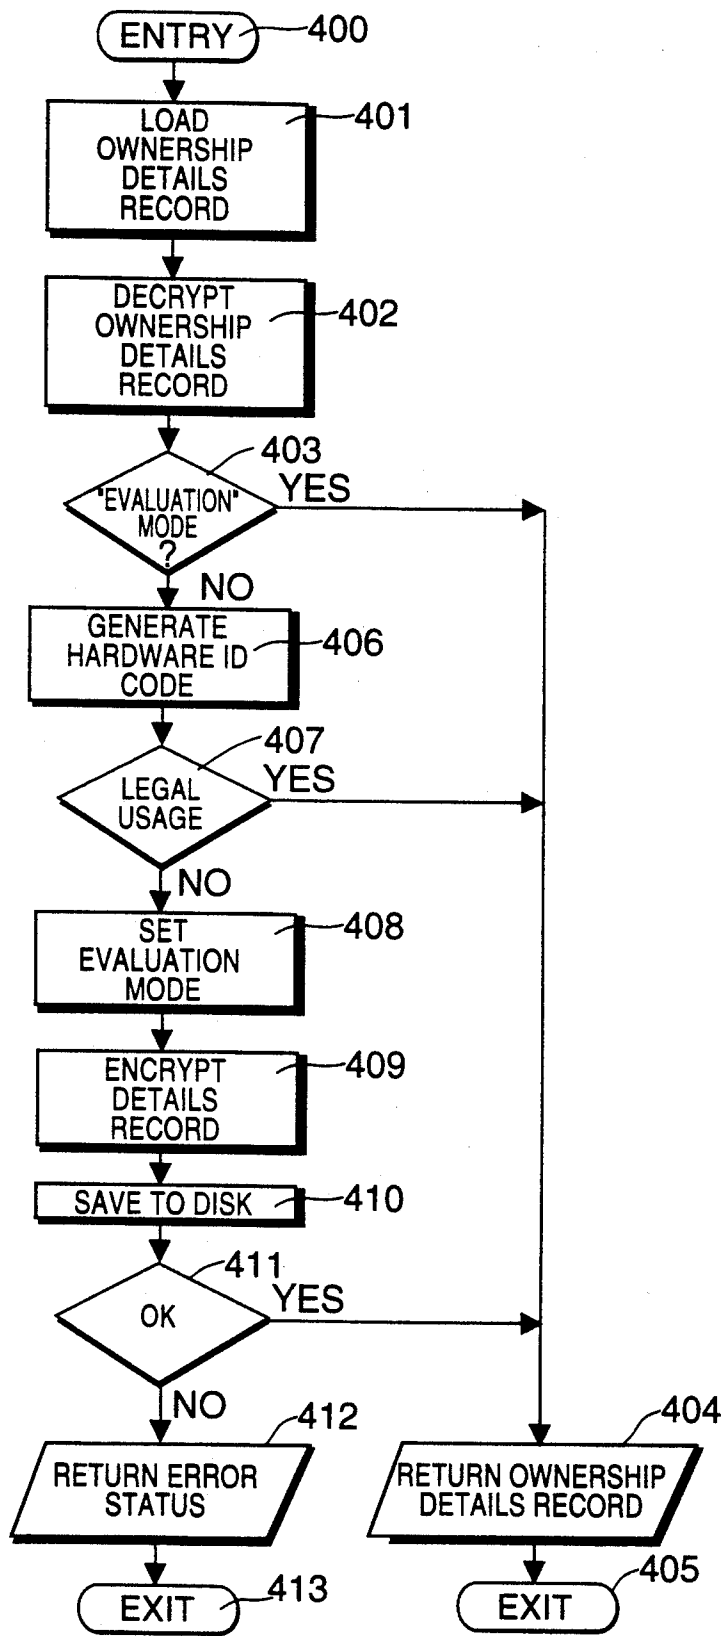 ENTRY 400
LOAD 401
OWNERSHIP
DETAILS
RECORD
DECRYPT
OWNERSHIP 402
DETAILS
RECORD
403
"EVALUATION" YES
MODE
?
NO
GENERATE
HARDWARE ID 406
CODE
407
LEGAL YES
USAGE
NO
SET 408
EVALUATION
MODE
ENCRYPT 409
DETAILS
RECORD
SAVE TO DISK 410
411
OK YES
NO
412
RETURN ERROR
STATUS
404
RETURN OWNERSHIP
DETAILS RECORD
EXIT 413
EXIT 405